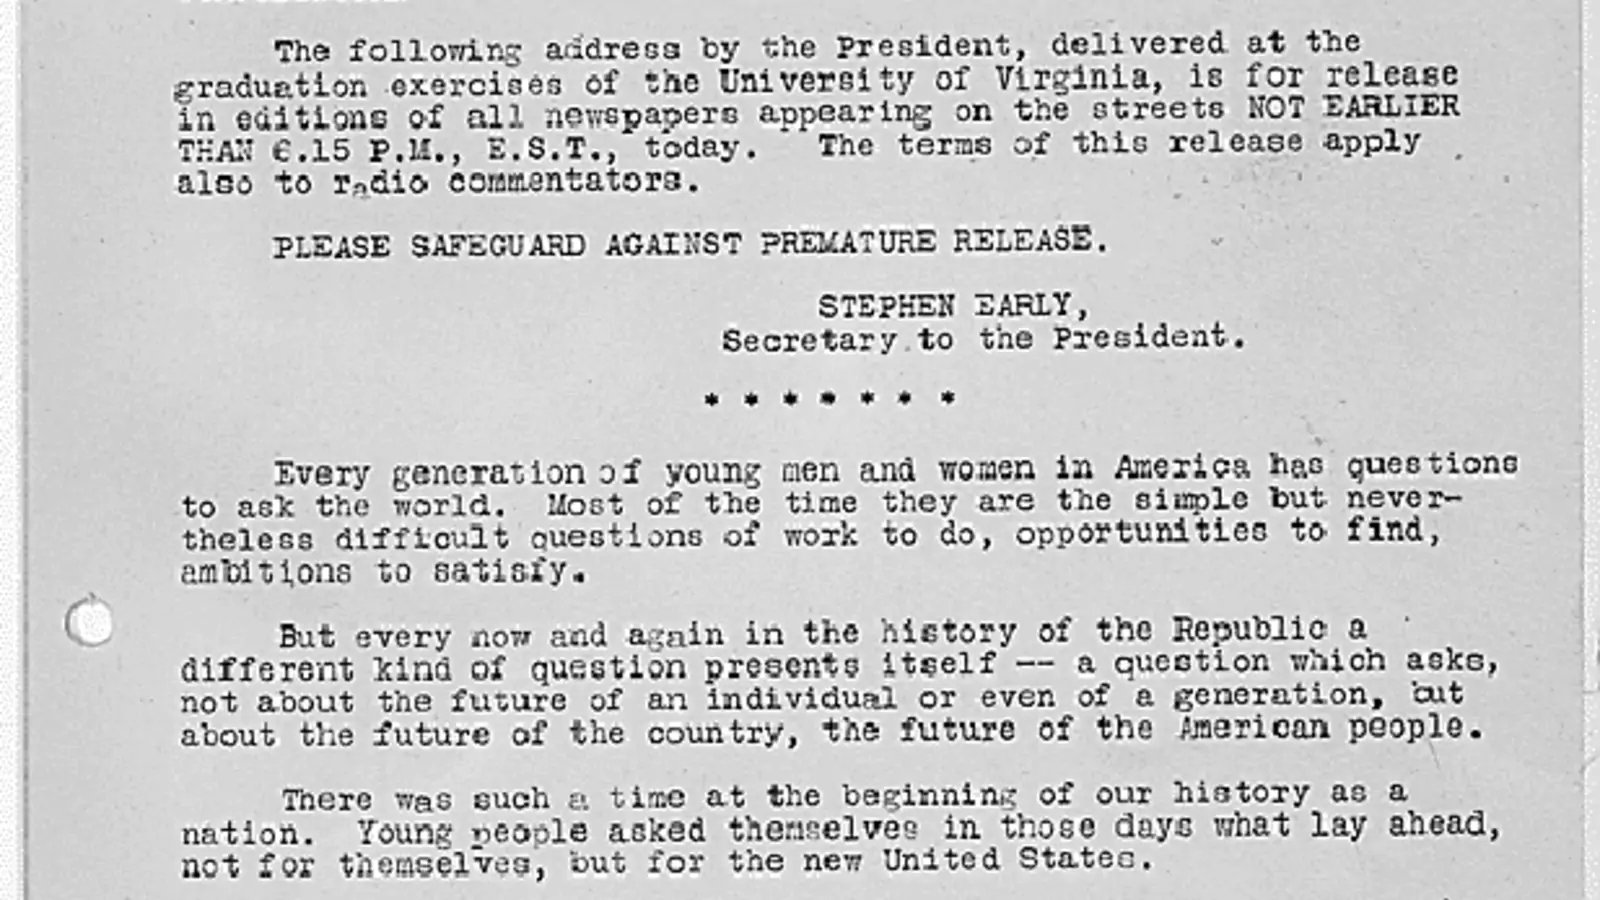 The following address by the President, delivered at the
graduation exercises of the University of Virginia, is for release
in editions of all newspapers appearing on the streets NOT EARLIER
THAN 6.15 P.M., E.S.T., today. The terms of this release apply
also to radio commentators.
PLEASE SAFEGUARD AGAINST PREMATURE RELEASE.
STEPHEN EARLY,
Secretary to the President.
* * * * * * *
Every generation of young men and women in America has questions
to ask the world. Most of the time they are the simple but never-
theless difficult questions of work to do, opportunities to find,
ambitions to satisfy.
But every now and again in the history of the Republic a
different kind of question presents itself -- a question which asks,
not about the future of an individual or even of a generation, but
about the future of the country, the future of the American people.
There was such a time at the beginning of our history as a
nation. Young people asked themselves in those days what lay ahead,
not for themselves, but for the new United States.